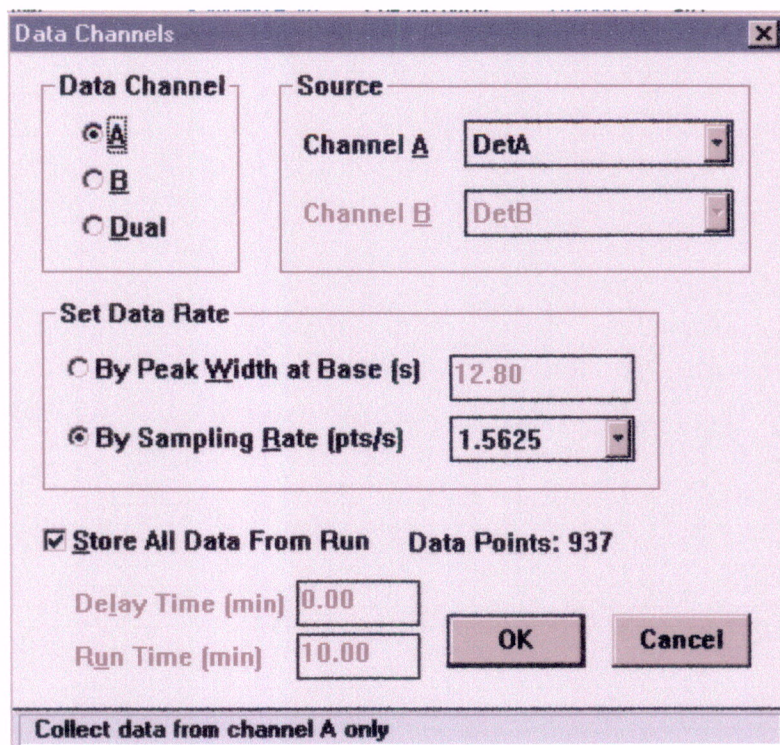 Data Channels
Data Channel
A
B
Dual
Source
Channel A DetA
Channel B DetB
Set Data Rate
By Peak Width at Base (s) 12.80
By Sampling Rate (pts/s) 1.5625
Store All Data From Run Data Points: 937
Delay Time (min) 0.00
Run Time (min) 10.00
OK Cancel
Collect data from channel A only